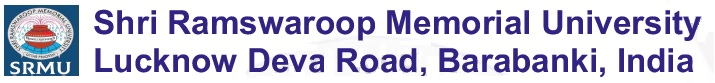 Shri Ramswaroop Memorial University
Lucknow Deva Road, Barabanki, India
SRMU